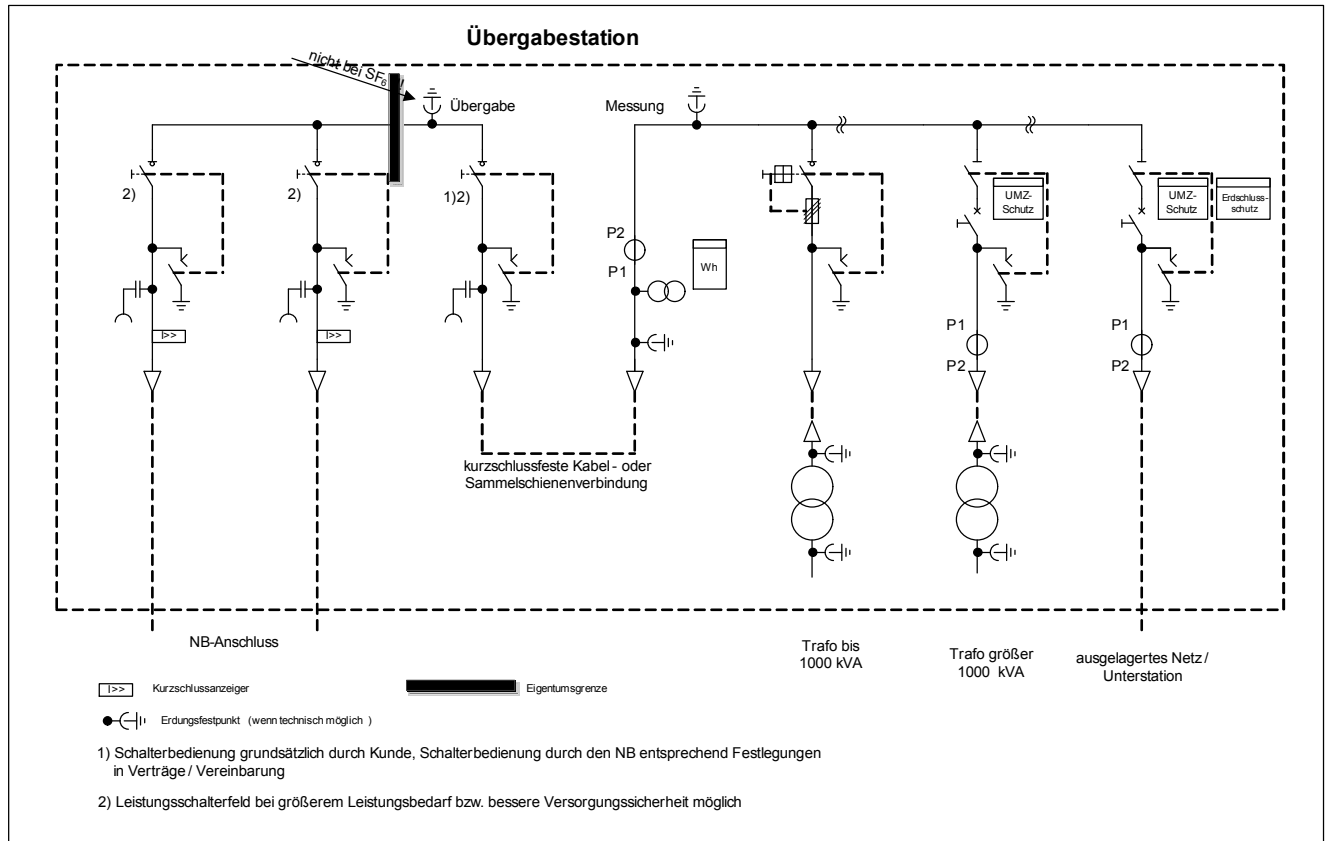 Übergabestation
nicht bei SF6 !
Übergabe
Messung
2)
2)
1)2)
UMZ-
Schutz
UMZ-
Schutz
Erdschluss-
schutz
P2
P1
Wh
I>>
I>>
P1
P2
P1
P2
kurzschlussfeste Kabel - oder
Sammelschienenverbindung
NB-Anschluss
Trafo bis
1000 kVA
Trafo größer
1000 kVA
ausgelagertes Netz /
Unterstation
I>> Kurzschlussanzeiger
Eigentumsgrenze
Erdungsfestpunkt (wenn technisch möglich )
1) Schalterbedienung grundsätzlich durch Kunde, Schalterbedienung durch den NB entsprechend Festlegungen
in Verträge / Vereinbarung
2) Leistungsschalterfeld bei größerem Leistungsbedarf bzw. bessere Versorgungssicherheit möglich